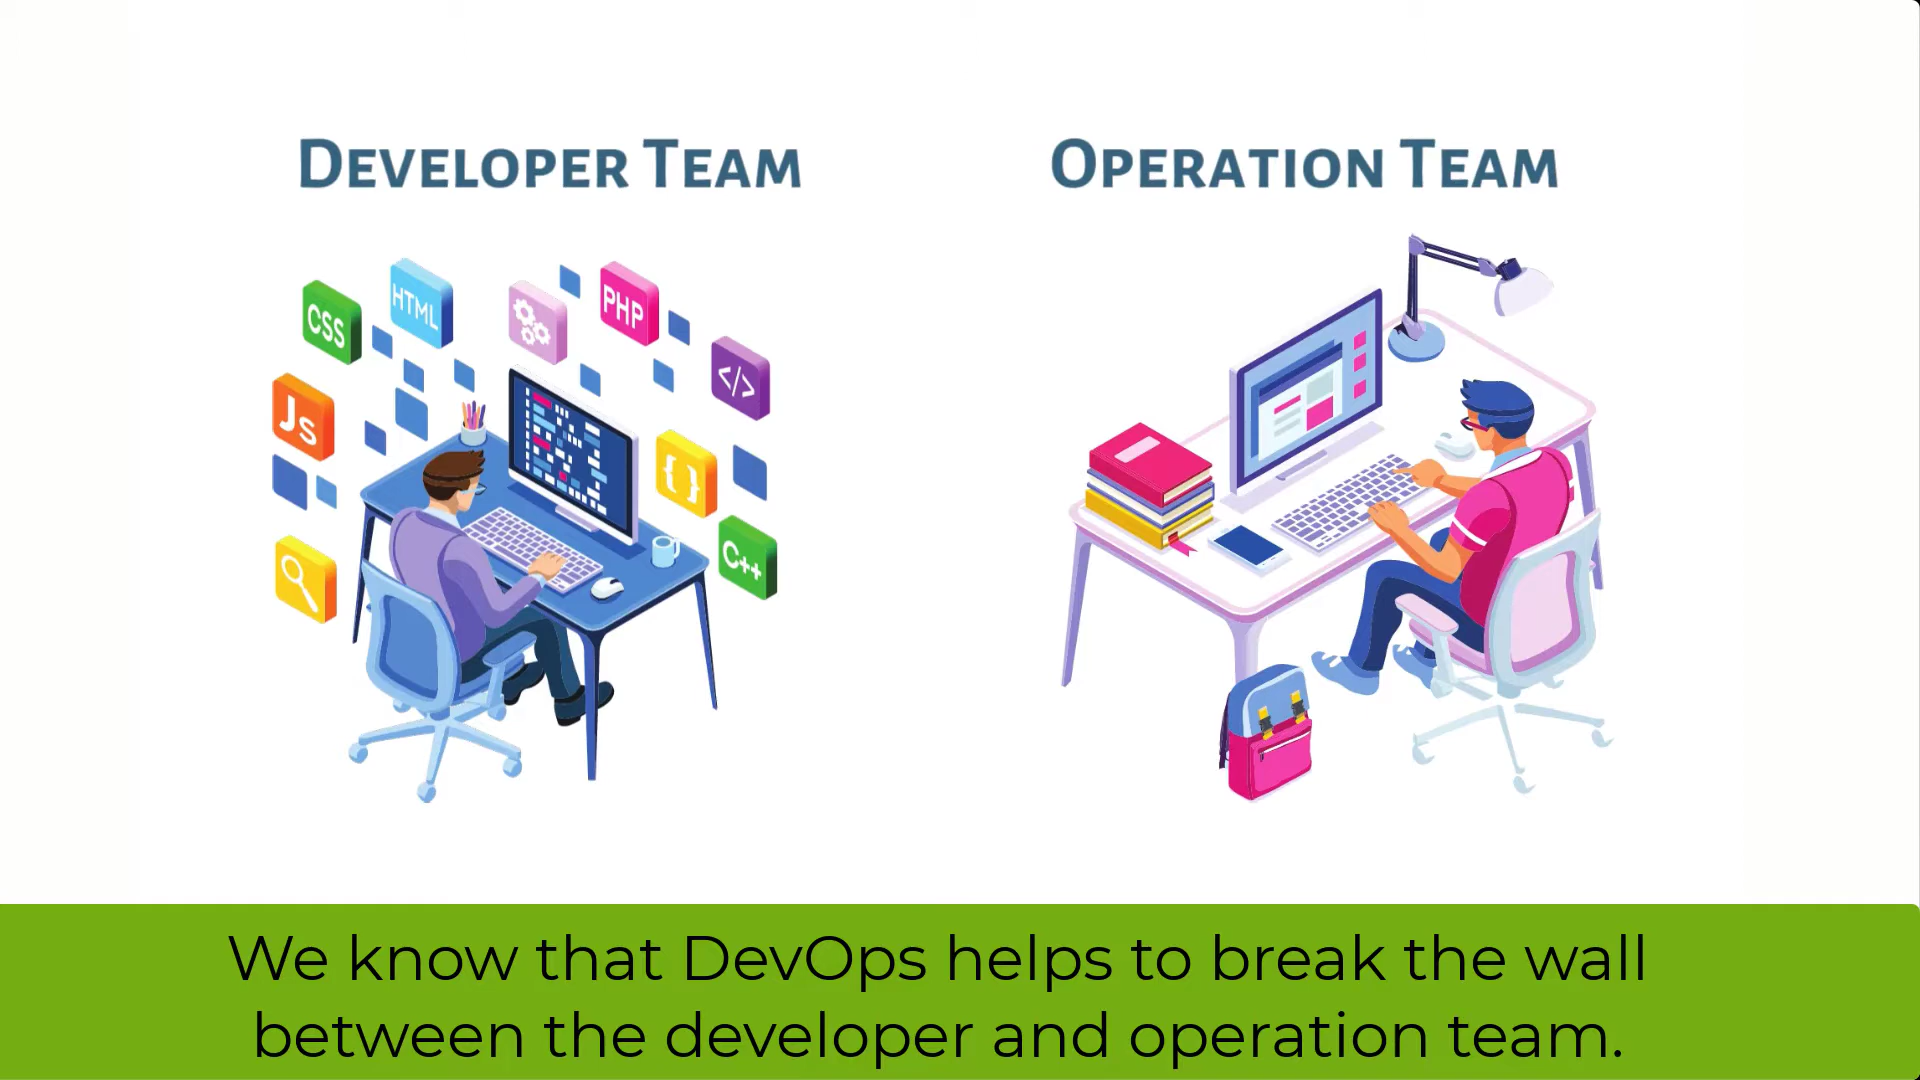 DEVELOPER TEAM
OPERATION TEAM
CSS
HTML
PHP
</>
Js
{ }
C++
We know that DevOps helps to break the wall
between the developer and operation team.